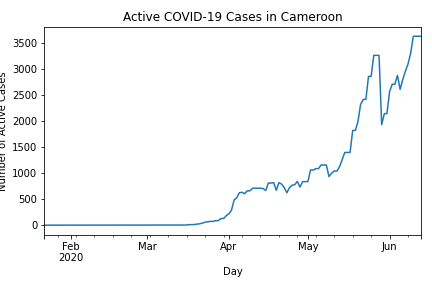 Active COVID-19 Cases in Cameroon
Number of Active Cases
3500
3000
2500
2000
1500
1000
500
0
Feb
2020
Mar
Apr
May
Jun
Day